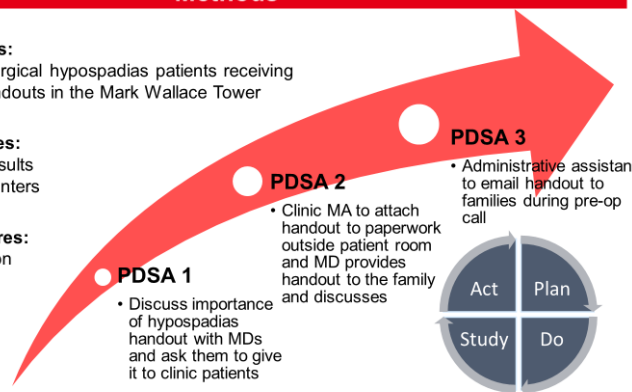 s:
rgical hypospadias patients receiving
ndouts in the Mark Wallace Tower
es:
sults
nters
res:
on
PDSA 1
• Discuss importance
of hypospadias
handout with MDs
and ask them to give
it to clinic patients
PDSA 2
• Clinic MA to attach
handout to paperwork
outside patient room
and MD provides
handout to the family
and discusses
PDSA 3
• Administrative assistan
to email handout to
families during pre-op
call
Act
Plan
Study
Do